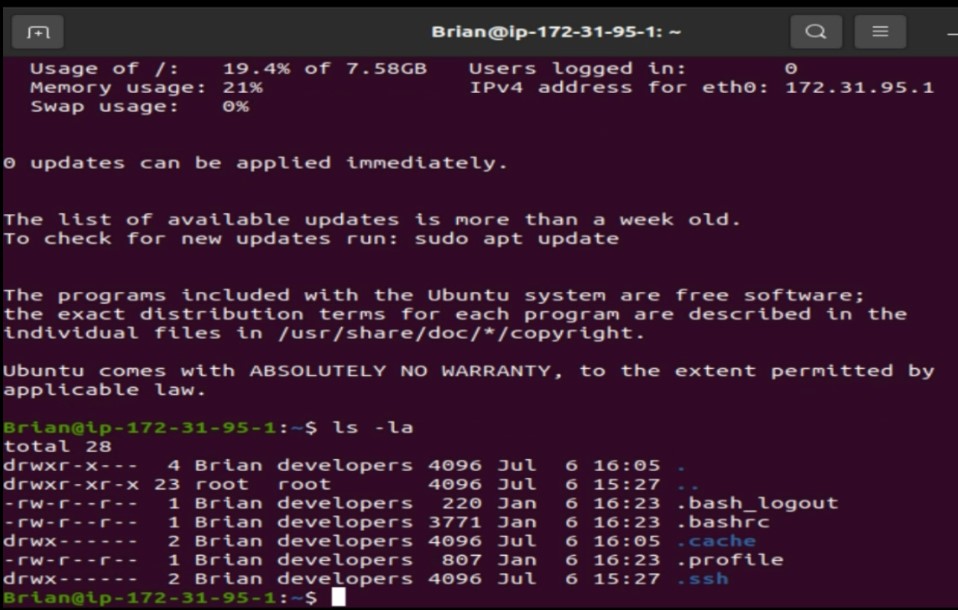 Brian@ip-172-31-95-1: ~
Usage of /: 19.4% of 7.58GB Users logged in: 0
Memory usage: 21% IPv4 address for eth0: 172.31.95.1
Swap usage: 0%
0 updates can be applied immediately.
The list of available updates is more than a week old.
To check for new updates run: sudo apt update
The programs included with the Ubuntu system are free software;
the exact distribution terms for each program are described in the
individual files in /usr/share/doc/*/copyright.
Ubuntu comes with ABSOLUTELY NO WARRANTY, to the extent permitted by
applicable law.
Brian@ip-172-31-95-1:~$ ls -la
total 28
drwxr-x--- 4 Brian developers 4096 Jul 6 16:05 .
drwxr-xr-x 23 root root 4096 Jul 6 15:27 ..
-rw-r--r-- 1 Brian developers 220 Jan 6 16:23 .bash_logout
-rw-r--r-- 1 Brian developers 3771 Jan 6 16:23 .bashrc
drwx------ 2 Brian developers 4096 Jul 6 16:05 .cache
-rw-r--r-- 1 Brian developers 807 Jan 6 16:23 .profile
drwx------ 2 Brian developers 4096 Jul 6 15:27 .ssh
Brian@ip-172-31-95-1:~$